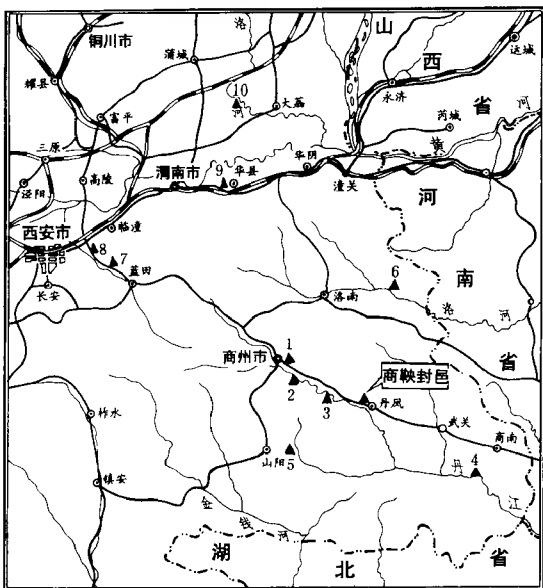 铜川市
洛
山
西
运城
蒲城
耀县
10
永济
大荔
富平
河
芮城
省
河
黄
三原
华阴
渭南市
9
华县
高陵
潼关
泾阳
河
临潼
西安市
8
7
6
南
蓝田
长安
洛南
洛
河
商州市
1
省
商鞅封邑
2
3
丹凤
柞水
武关
商南
山阳
5
丹
4
镇安
金
钱
河
江
湖
北
省